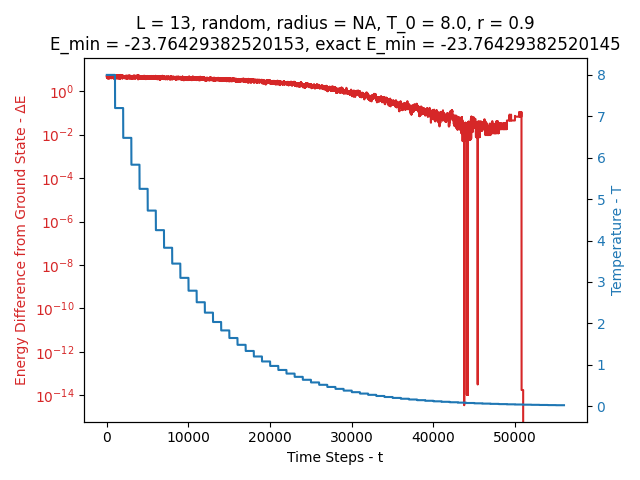 L = 13, random, radius = NA, T_0 = 8.0, r = 0.9
E_min = -23.76429382520153, exact E_min = -23.76429382520145
Energy Difference from Ground State - ΔE
10⁰
10⁻²
10⁻⁴
10⁻⁶
10⁻⁸
10⁻¹⁰
10⁻¹²
10⁻¹⁴
8
7
6
5
4
3
2
1
0
Temperature - T
0 10000 20000 30000 40000 50000
Time Steps - t